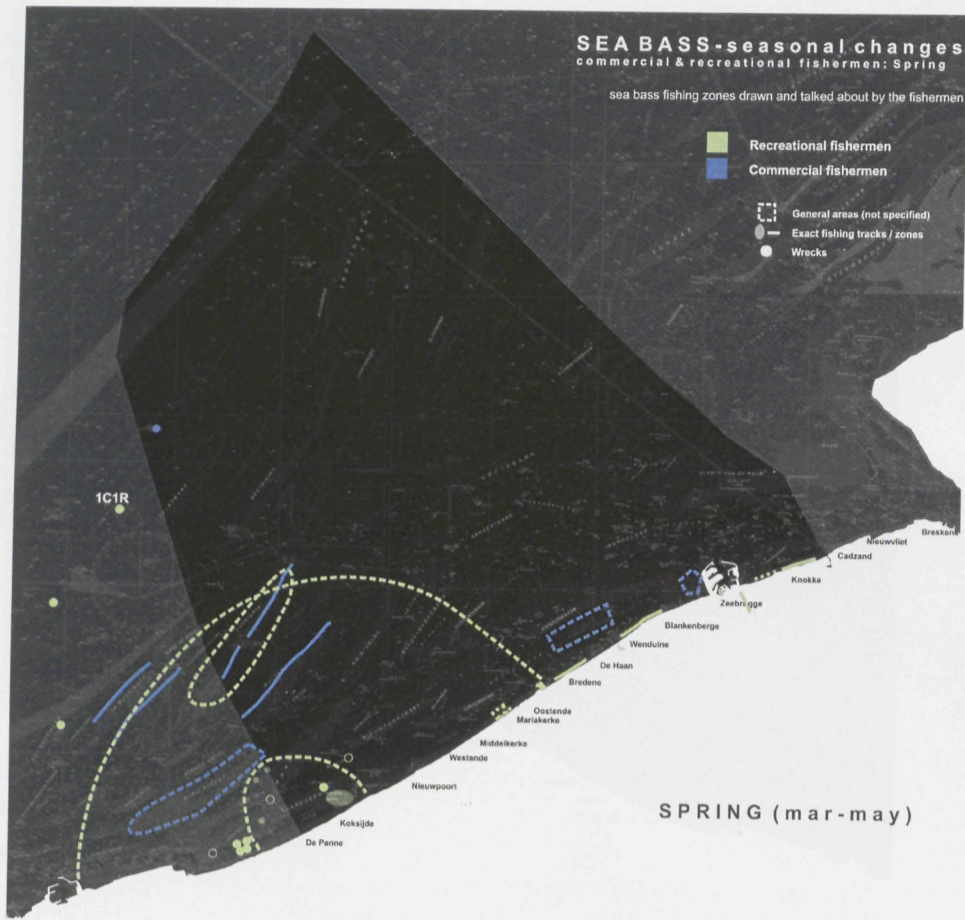 SEA BASS-seasonal changes
commercial & recreational fishermen: Spring
sea bass fishing zones drawn and talked about by the fishermen
Recreational fishermen
Commercial fishermen
General areas (not specified)
Exact fishing tracks / zones
Wrecks
1C1R
Breskens
Nieuwvliet
Cadzand
Knokke
Zeebrugge
Blankenberge
Wenduine
De Haan
Bredene
Oostende
Mariakerke
Middelkerke
Westende
Nieuwpoort
Koksijde
De Panne
SPRING (mar-may)